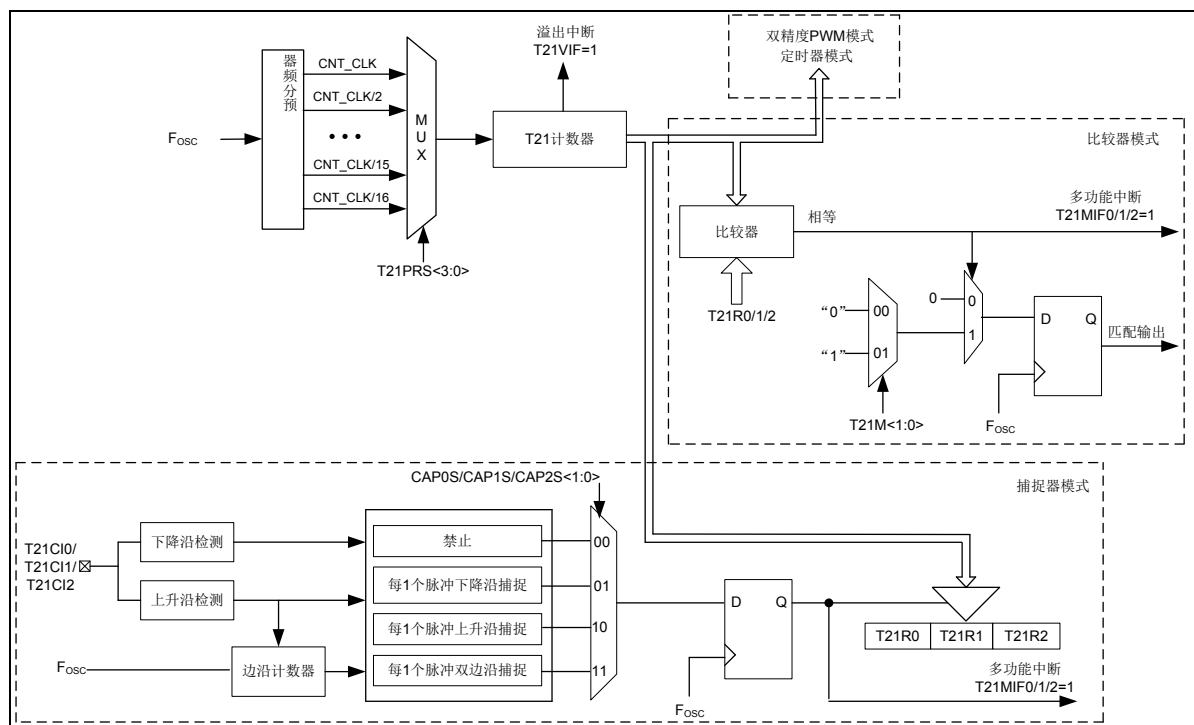 溢出中断
T21VIF=1
双精度PWM模式
定时器模式
器频分预
CNT_CLK
CNT_CLK/2
CNT_CLK/15
CNT_CLK/16
MUX
FOSC
T21计数器
T21PRS<3:0>
比较器模式
多功能中断
T21MIF0/1/2=1
比较器
相等
T21R0/1/2
“0”
00
“1”
01
T21M<1:0>
0
0
1
D
Q
匹配输出
FOSC
捕捉器模式
CAP0S/CAP1S/CAP2S<1:0>
T21CI0/
T21CI1/
T21CI2
下降沿检测
上升沿检测
FOSC
边沿计数器
禁止
每1个脉冲下降沿捕捉
每1个脉冲上升沿捕捉
每1个脉冲双边沿捕捉
00
01
10
11
D
Q
FOSC
T21R0
T21R1
T21R2
多功能中断
T21MIF0/1/2=1